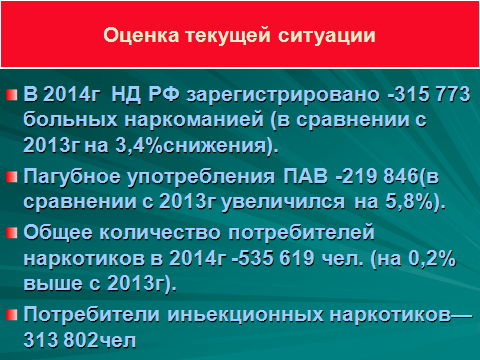 Оценка текущей ситуации
В 2014г НД РФ зарегистрировано -315 773
больных наркоманией (в сравнении с
2013г на 3,4%снижения).
Пагубное употребления ПАВ -219 846(в
сравнении с 2013г увеличился на 5,8%).
Общее количество потребителей
наркотиков в 2014г -535 619 чел. (на 0,2%
выше с 2013г).
Потребители иньекционных наркотиков—
313 802чел